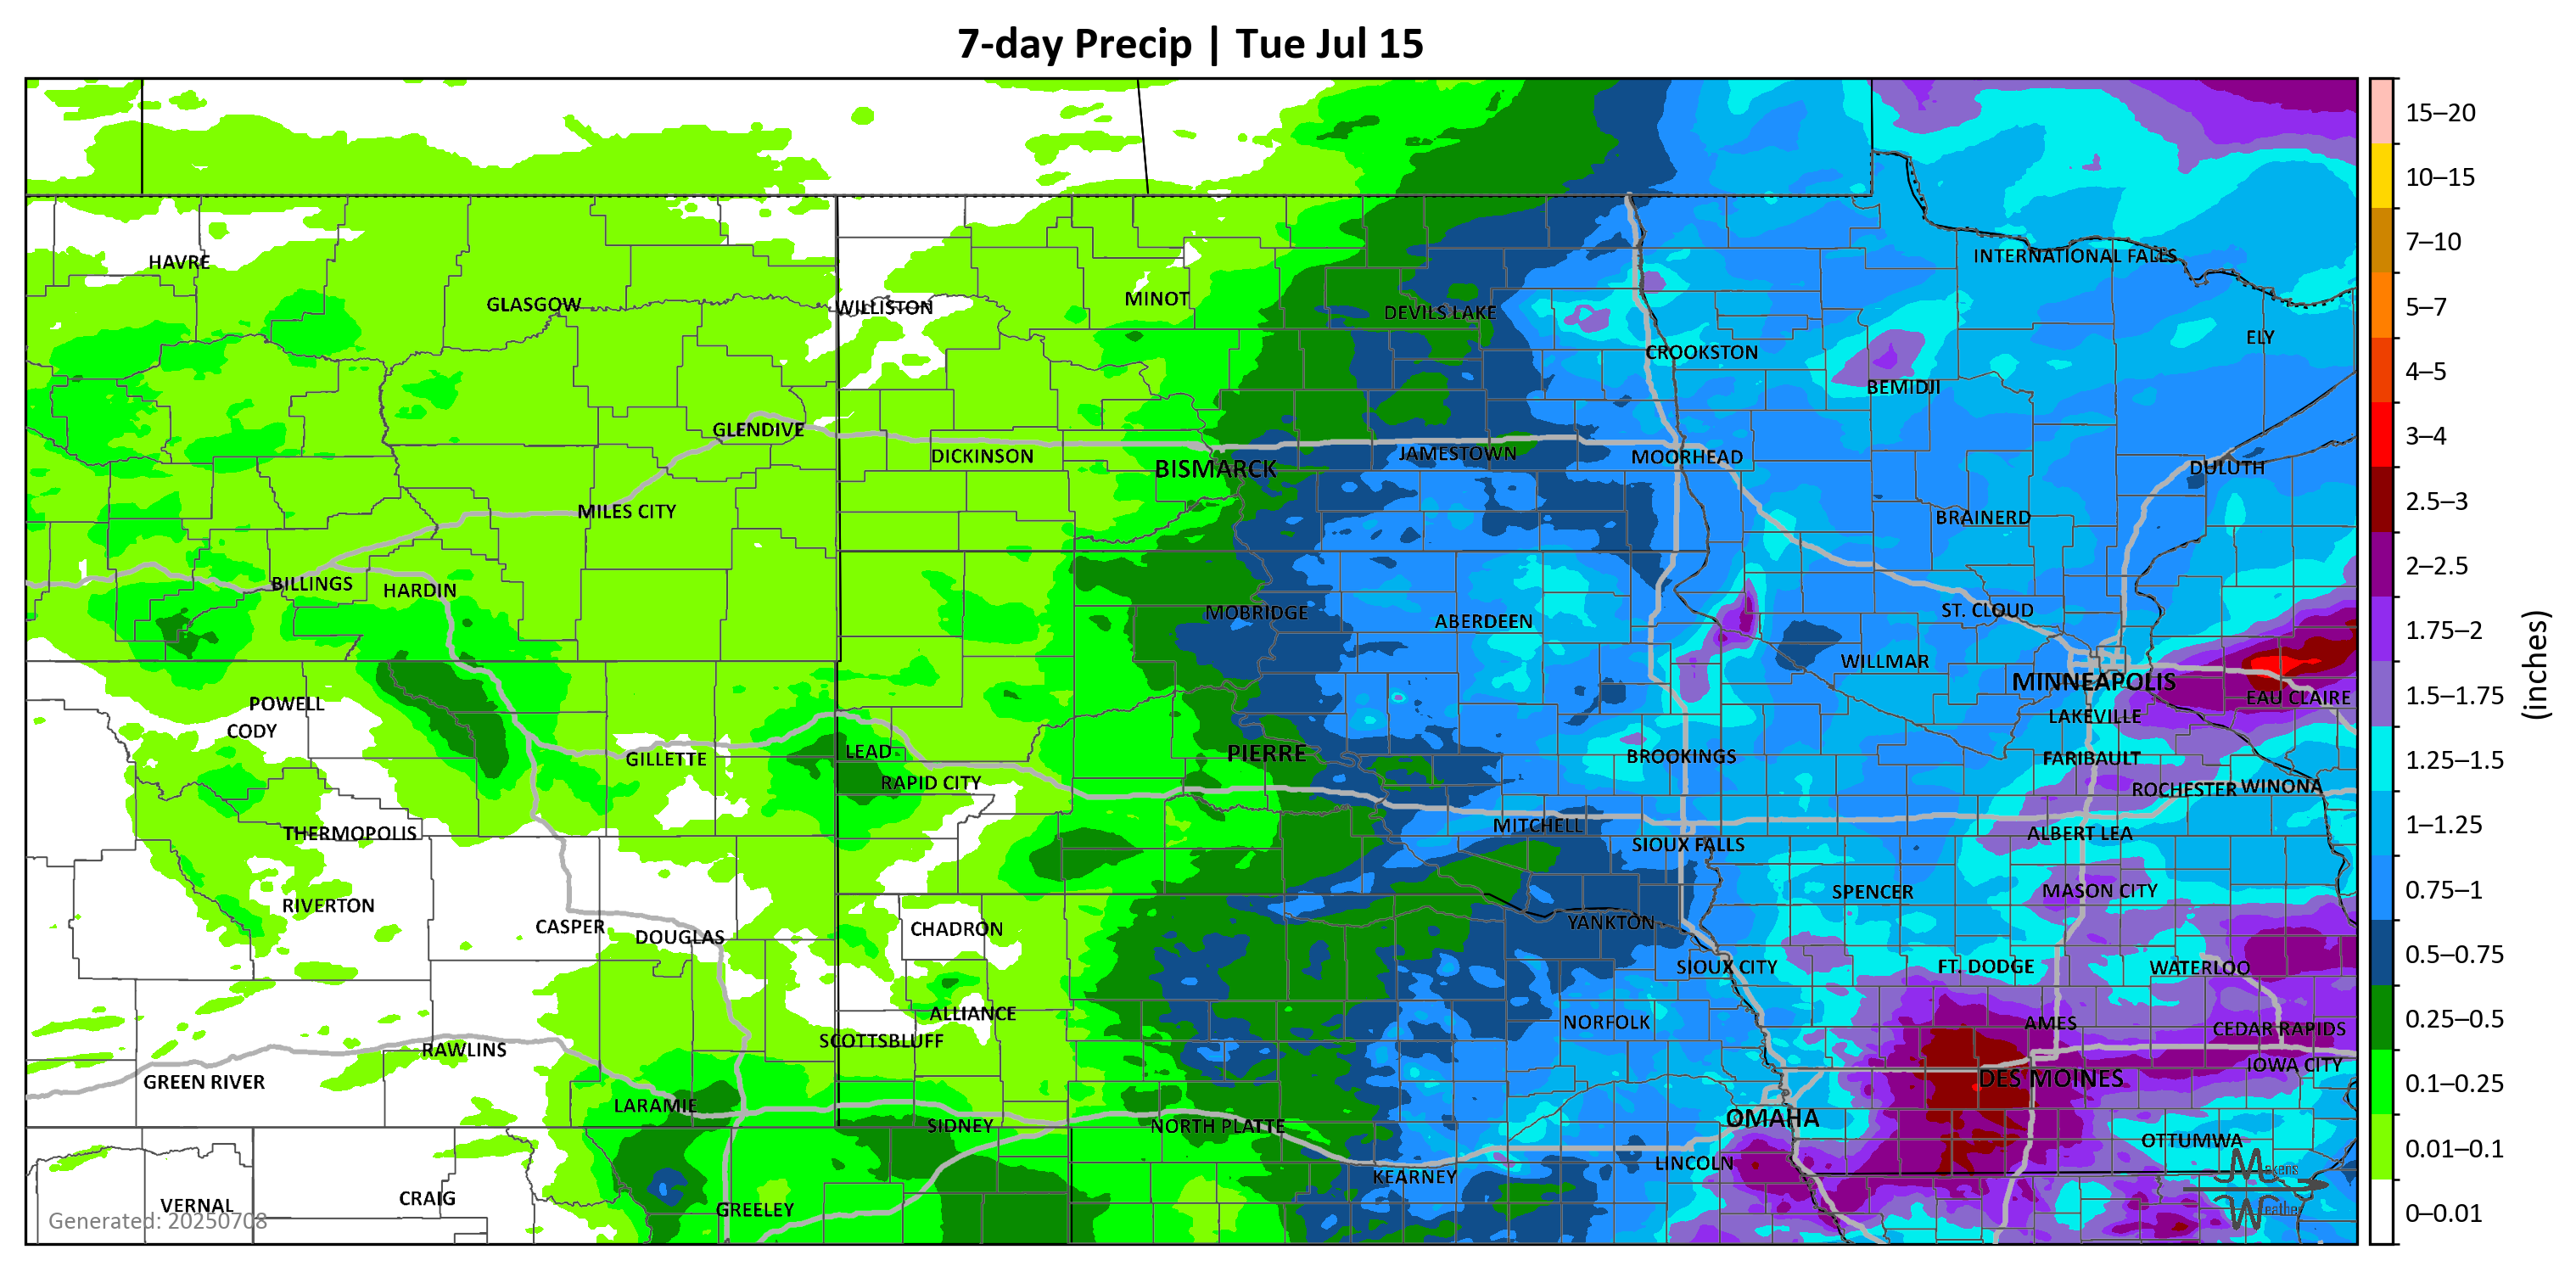 7-day Precip | Tue Jul 15
HAVRE
GLASGOW
WILLISTON
MINOT
DEVILS LAKE
CROOKSTON
BEMIDJI
INTERNATIONAL FALLS
ELY
GLENDIVE
DICKINSON
BISMARCK
JAMESTOWN
MOORHEAD
DULUTH
MILES CITY
BRAINERD
BILLINGS
HARDIN
MOBRIDGE
ABERDEEN
ST. CLOUD
WILLMAR
MINNEAPOLIS
EAU CLAIRE
POWELL
CODY
LAKEVILLE
GILLETTE
LEAD
PIERRE
BROOKINGS
FARIBAULT
RAPID CITY
ROCHESTER
WINONA
THERMOPOLIS
MITCHELL
SIOUX FALLS
ALBERT LEA
RIVERTON
SPENCER
MASON CITY
CASPER
DOUGLAS
CHADRON
YANKTON
SIOUX CITY
FT. DODGE
WATERLOO
ALLIANCE
NORFOLK
AMES
CEDAR RAPIDS
SCOTTSBLUFF
RAWLINS
IOWA CITY
GREEN RIVER
DES MOINES
LARAMIE
SIDNEY
NORTH PLATTE
OMAHA
OTTUMWA
LINCOLN
KEARNEY
VERNAL
CRAIG
GREELEY
Generated: 20250708
Makens
Weather
15–20
10–15
7–10
5–7
4–5
3–4
2.5–3
2–2.5
1.75–2
1.5–1.75
1.25–1.5
1–1.25
0.75–1
0.5–0.75
0.25–0.5
0.1–0.25
0.01–0.1
0–0.01
(inches)